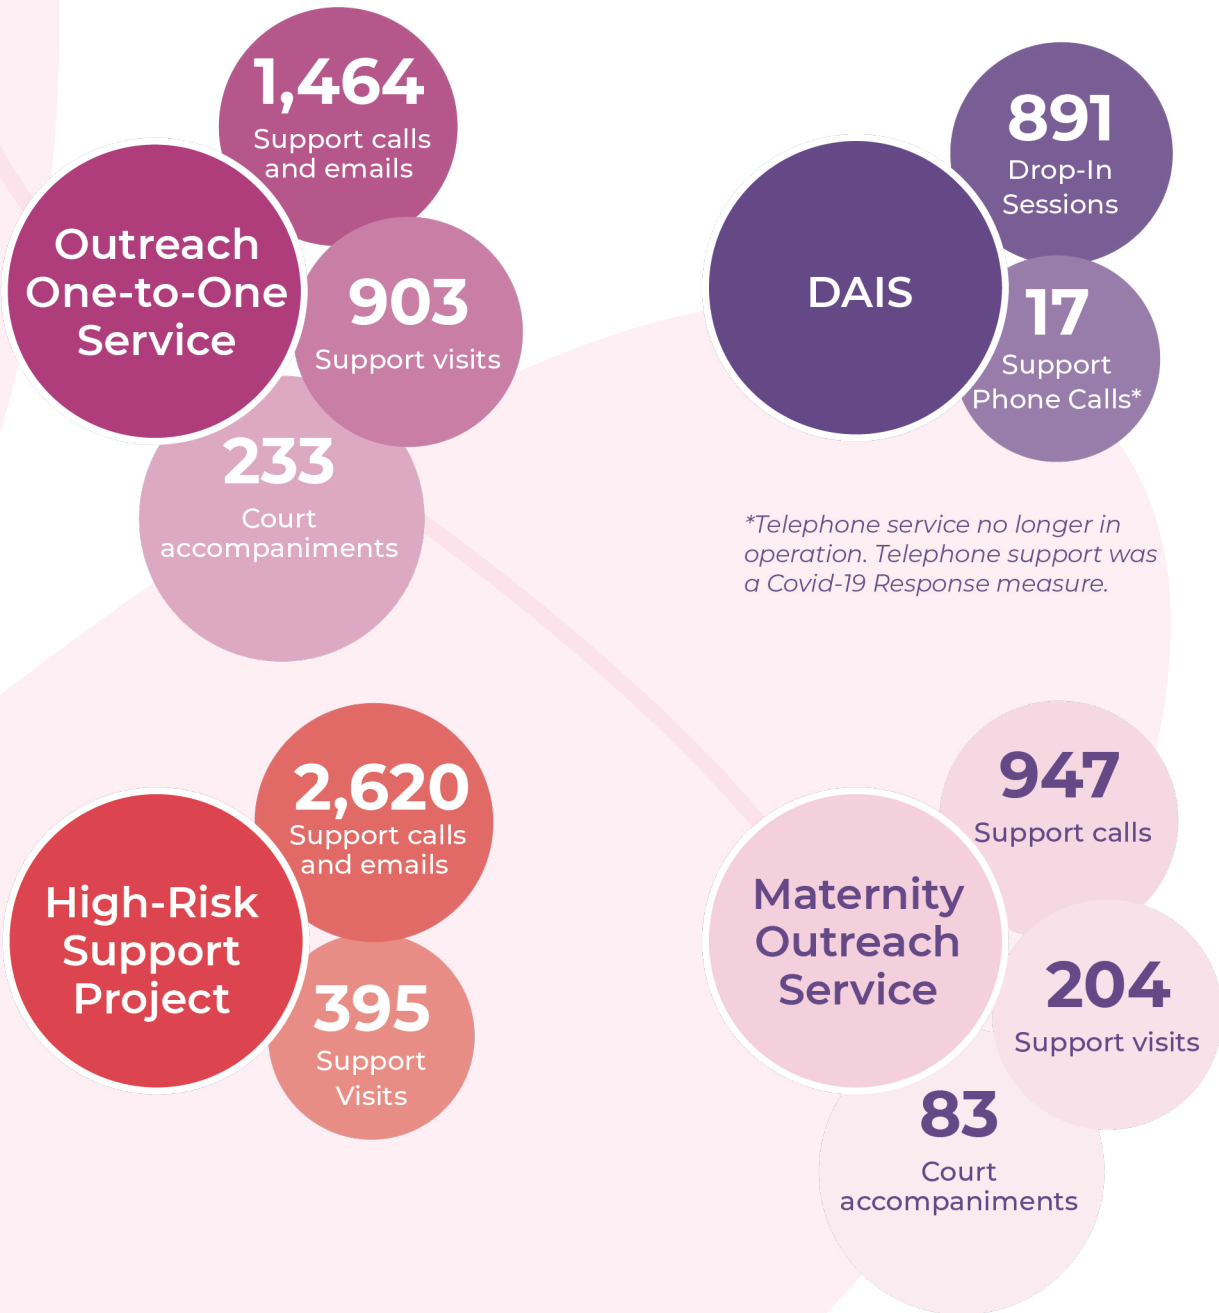 Outreach
One-to-One
Service
1,464
Support calls
and emails
903
Support visits
233
Court
accompaniments
DAIS
891
Drop-In
Sessions
17
Support
Phone Calls*
*Telephone service no longer in
operation. Telephone support was
a Covid-19 Response measure.
High-Risk
Support
Project
2,620
Support calls
and emails
395
Support
Visits
Maternity
Outreach
Service
947
Support calls
204
Support visits
83
Court
accompaniments